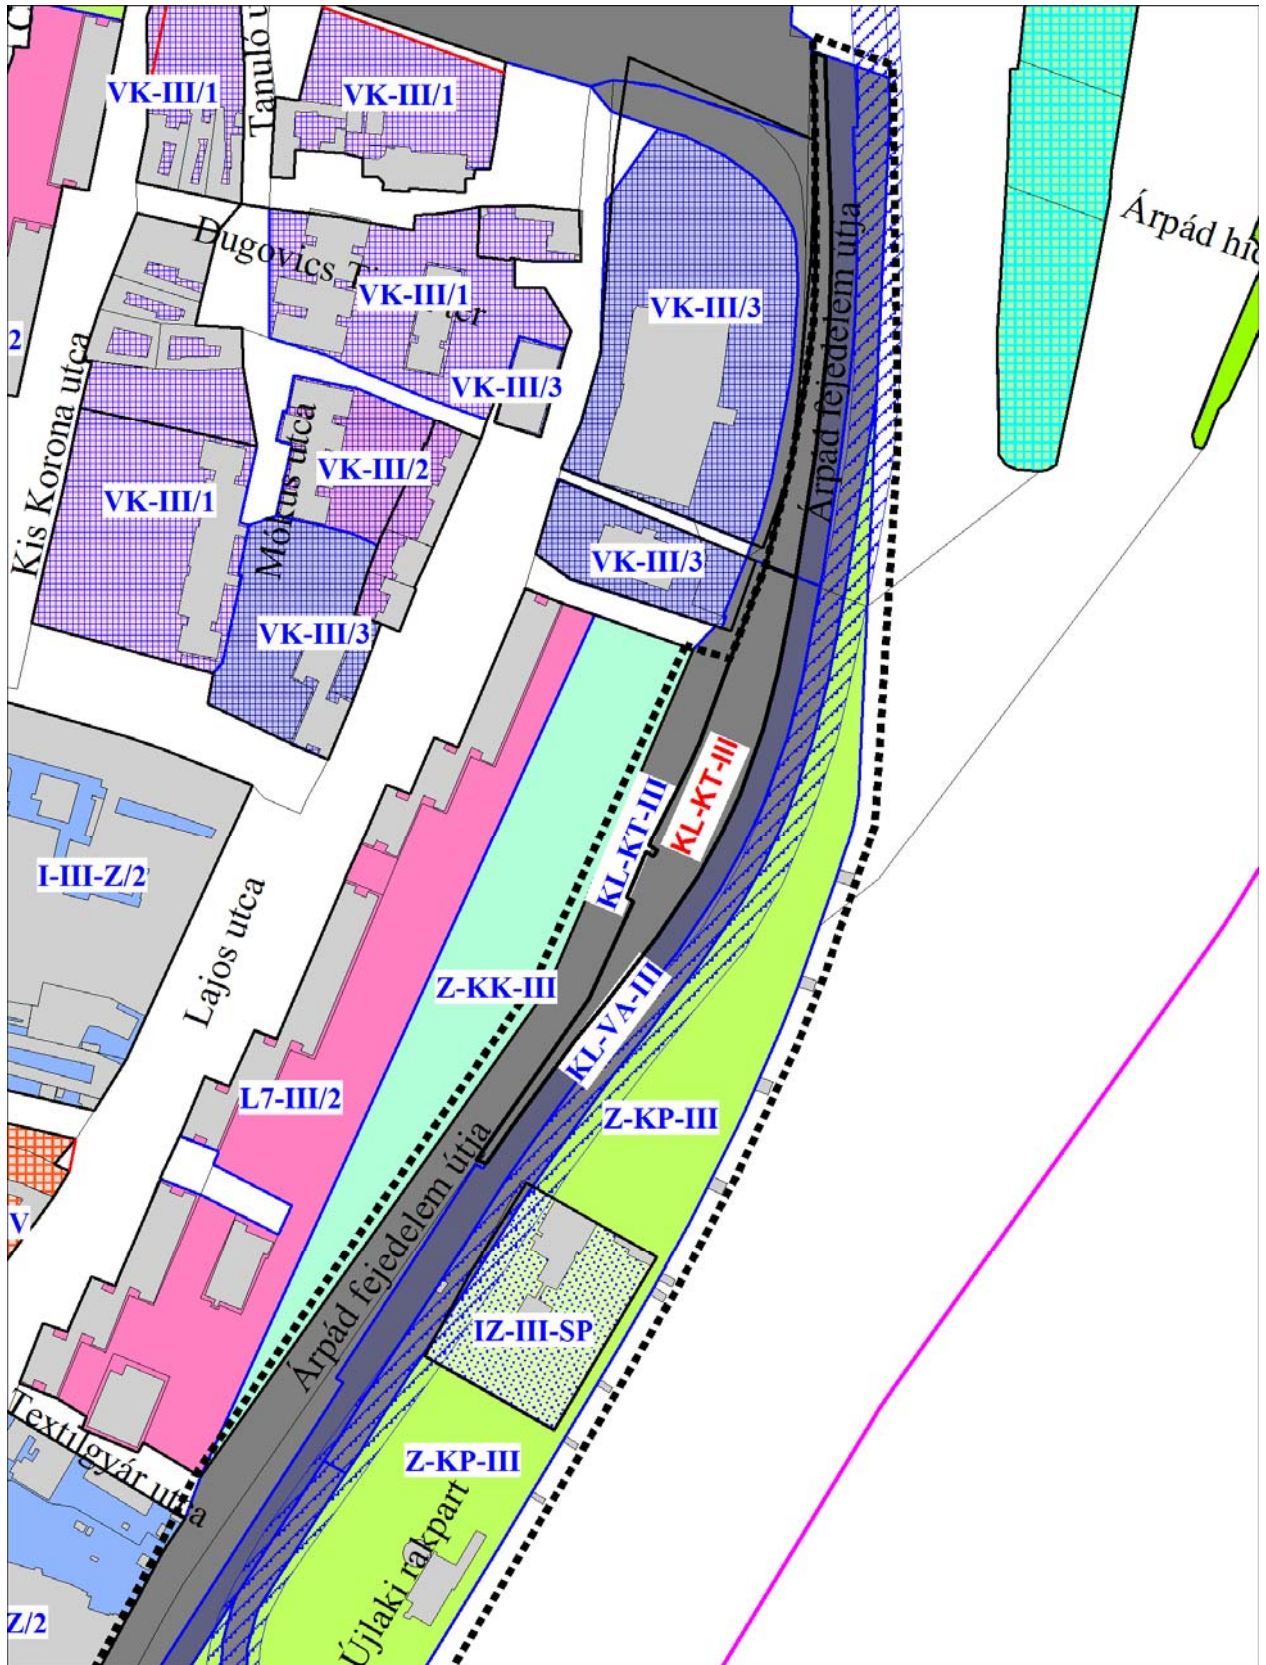 VK-III/1
Tanuló u
VK-III/1
Árpád híd
Dugovics Ti ter
VK-III/1
VK-III/3
Árpád fejedelem útja
2
VK-III/3
Kis Korona utca
Mókus utca
VK-III/2
VK-III/1
VK-III/3
VK-III/3
KL-KT-III
KL-KT-III
I-III-Z/2
Lajos utca
Z-KK-III
KL-VA-III
L7-III/2
Z-KP-III
Árpád fejedelem útja
V
IZ-III-SP
Textilgyár utca
Z-KP-III
Újlaki rakpart
Z/2